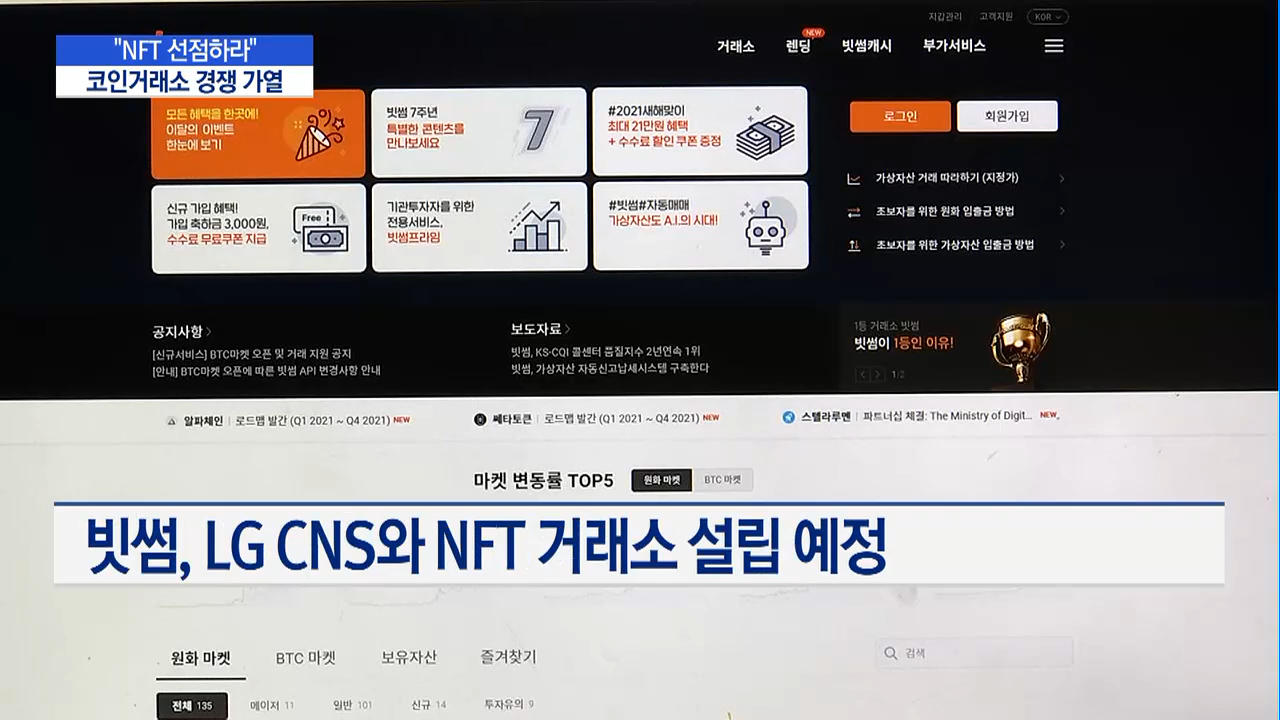 지갑관리 고객지원 KOR
"NFT 선점하라"
코인거래소 경쟁 가열
거래소 렌딩 NEW 빗썸캐시 부가서비스
모든 혜택을 한곳에!
이달의 이벤트
한눈에 보기
빗썸 7주년
특별한 콘텐츠를
만나보세요
7
#2021새해맞이
최대 21만원 혜택
+ 수수료 할인 쿠폰 증정
로그인 회원가입
신규 가입 혜택!
가입 축하금 3,000원,
수수료 무료쿠폰 지급
Free
기관투자자를 위한
전용서비스,
빗썸프라임
#빗썸#자동매매
가상자산도 A.I.의 시대!
가상자산 거래 따라하기 (지정가)
초보자를 위한 원화 입출금 방법
초보자를 위한 가상자산 입출금 방법
공지사항
[신규서비스] BTC마켓 오픈 및 거래 지원 공지
[안내] BTC마켓 오픈에 따른 빗썸 API 변경사항 안내
보도자료
빗썸, KS-CQI 콜센터 품질지수 2년연속 1위
빗썸, 가상자산 자동신고납세시스템 구축한다
1등 거래소 빗썸
빗썸이 1등인 이유!
1/2
알파체인 로드맵 발간 (Q1 2021 ~ Q4 2021) NEW
쎄타토큰 로드맵 발간 (Q1 2021 ~ Q4 2021) NEW
스텔라루멘 파트너십 체결: The Ministry of Digit... NEW
마켓 변동률 TOP5 원화 마켓 BTC 마켓
빗썸, LG CNS와 NFT 거래소 설립 예정
원화 마켓 BTC 마켓 보유자산 즐겨찾기 검색
전체 135 메이저 11 일반 101 신규 14 투자유의 9